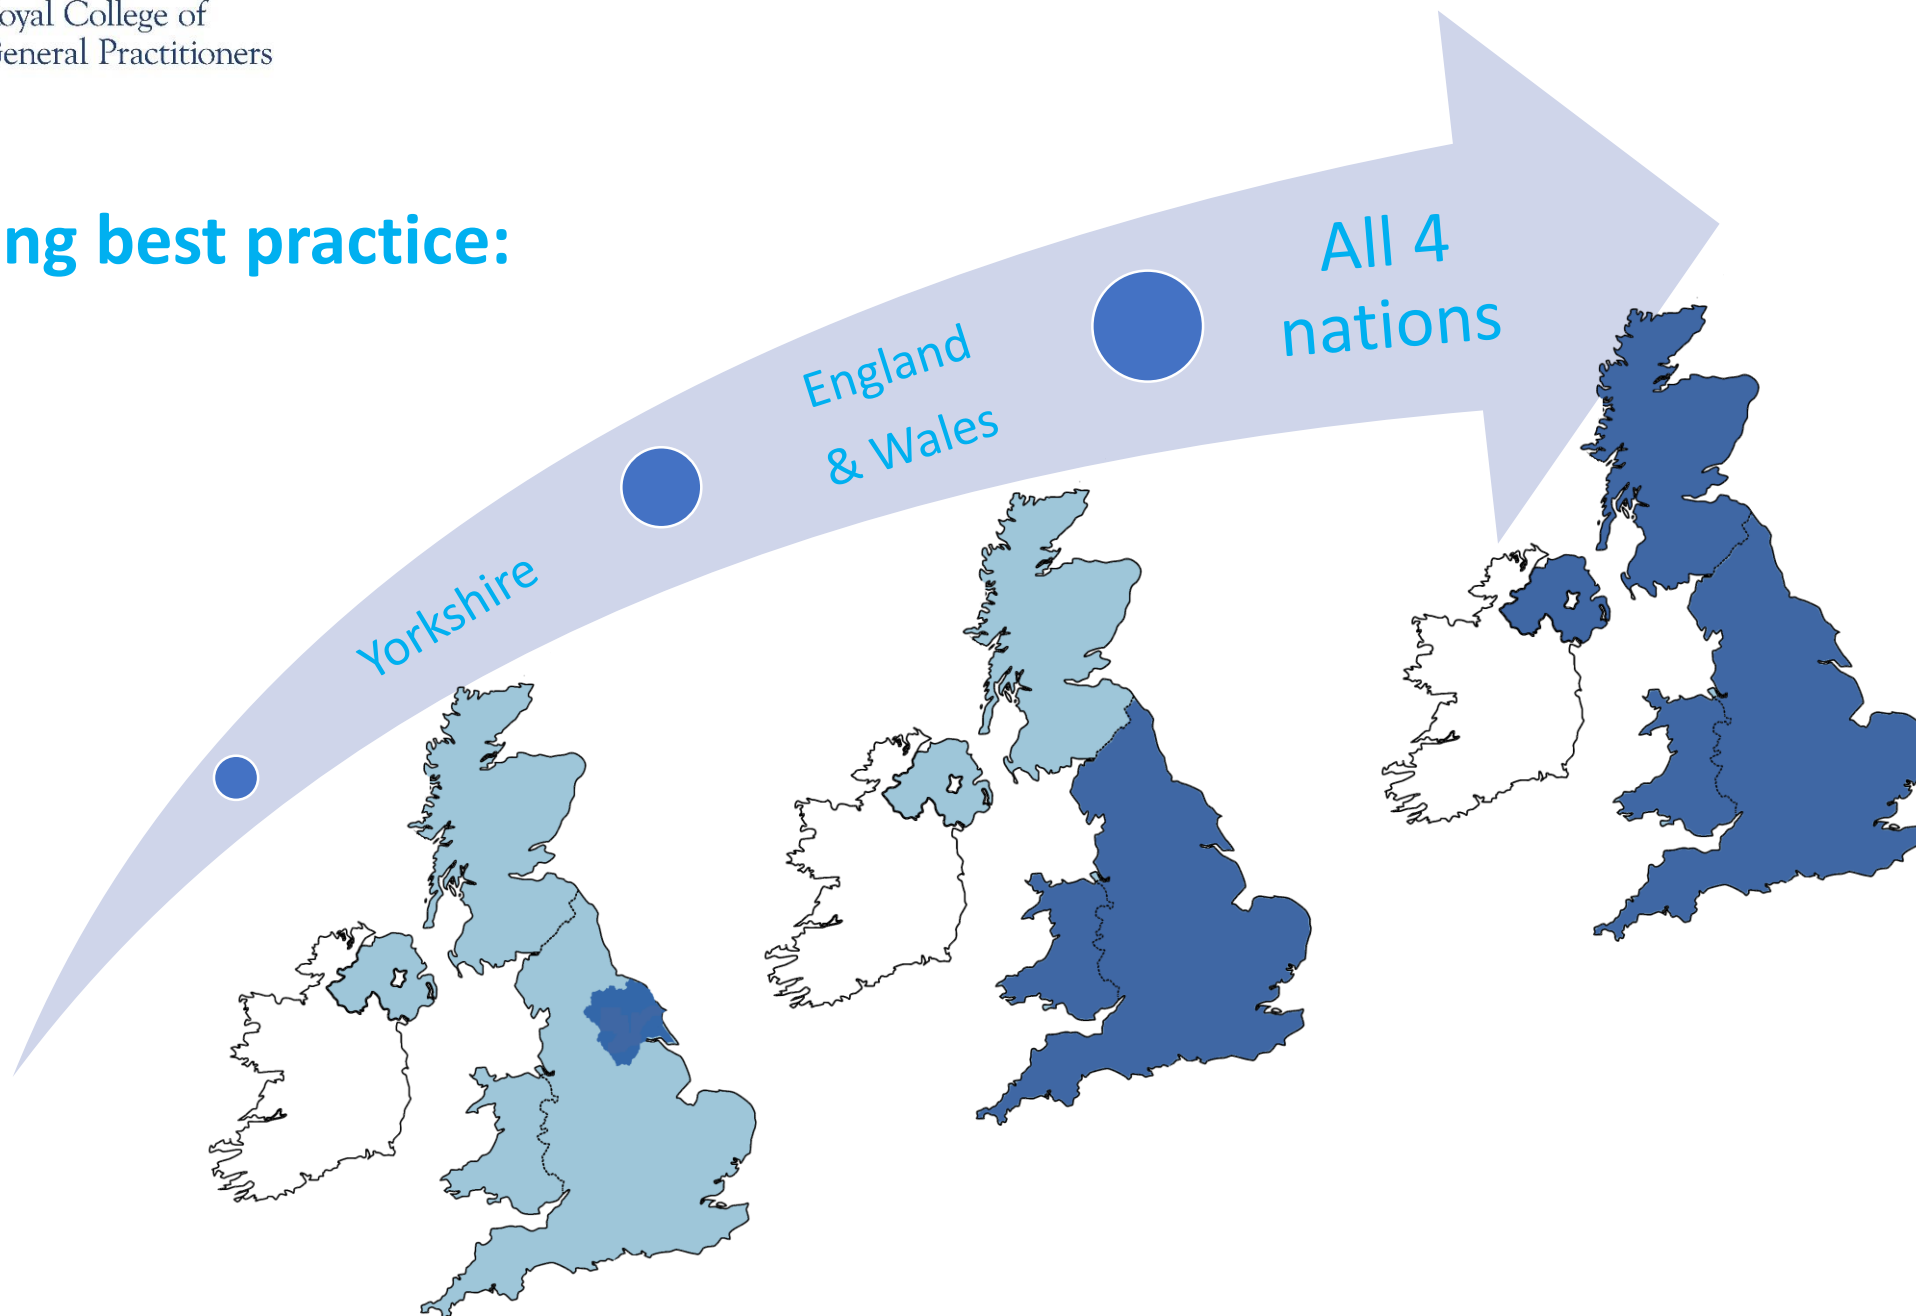 oyal College of
eneral Practitioners
ng best practice:
All 4
nations
England
& Wales
Yorkshire